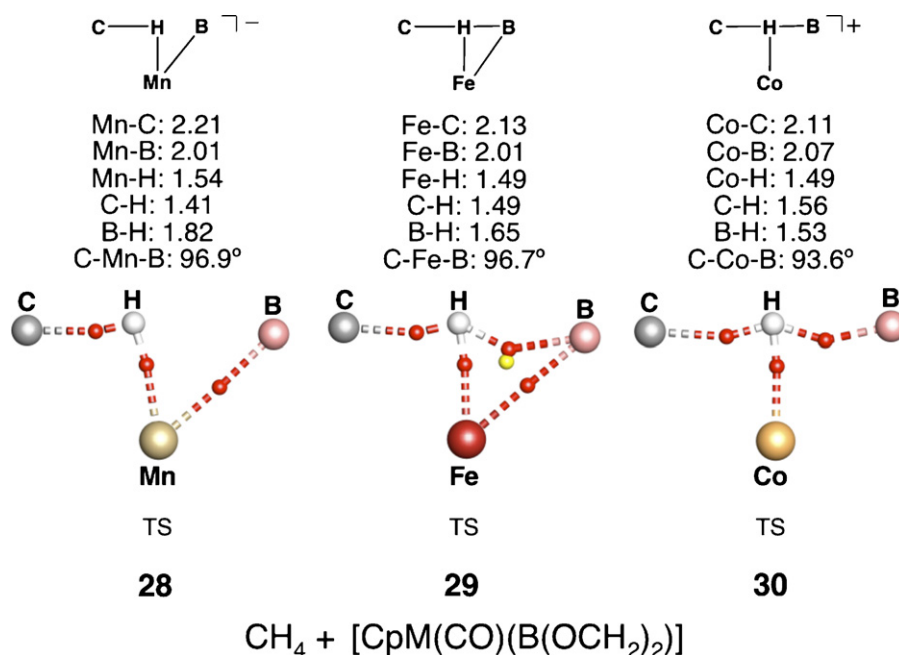 C H B ⌉− C H B C H B ⌉+
Mn Fe Co
Mn-C: 2.21 Fe-C: 2.13 Co-C: 2.11
Mn-B: 2.01 Fe-B: 2.01 Co-B: 2.07
Mn-H: 1.54 Fe-H: 1.49 Co-H: 1.49
C-H: 1.41 C-H: 1.49 C-H: 1.56
B-H: 1.82 B-H: 1.65 B-H: 1.53
C-Mn-B: 96.9º C-Fe-B: 96.7º C-Co-B: 93.6º
C H B C H B C H B
Mn Fe Co
TS TS TS
28 29 30
CH₄ + [CpM(CO)(B(OCH₂)₂)]